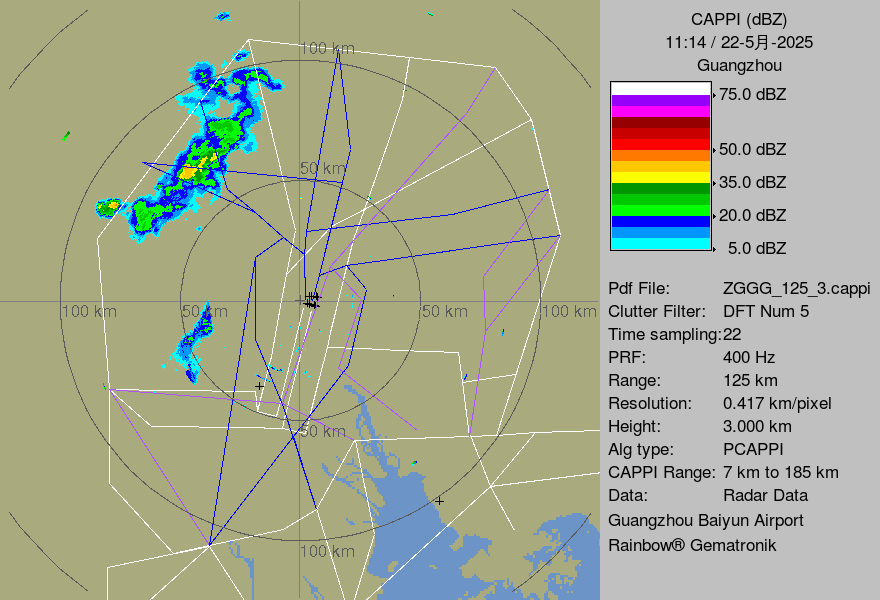 100 km
50 km
100 km
50 km
50 km
100 km
50 km
100 km
CAPPI (dBZ)
11:14 / 22-5月-2025
Guangzhou
75.0 dBZ
50.0 dBZ
35.0 dBZ
20.0 dBZ
5.0 dBZ
Pdf File: ZGGG_125_3.cappi
Clutter Filter: DFT Num 5
Time sampling:22
PRF: 400 Hz
Range: 125 km
Resolution: 0.417 km/pixel
Height: 3.000 km
Alg type: PCAPPI
CAPPI Range: 7 km to 185 km
Data: Radar Data
Guangzhou Baiyun Airport
Rainbow® Gematronik